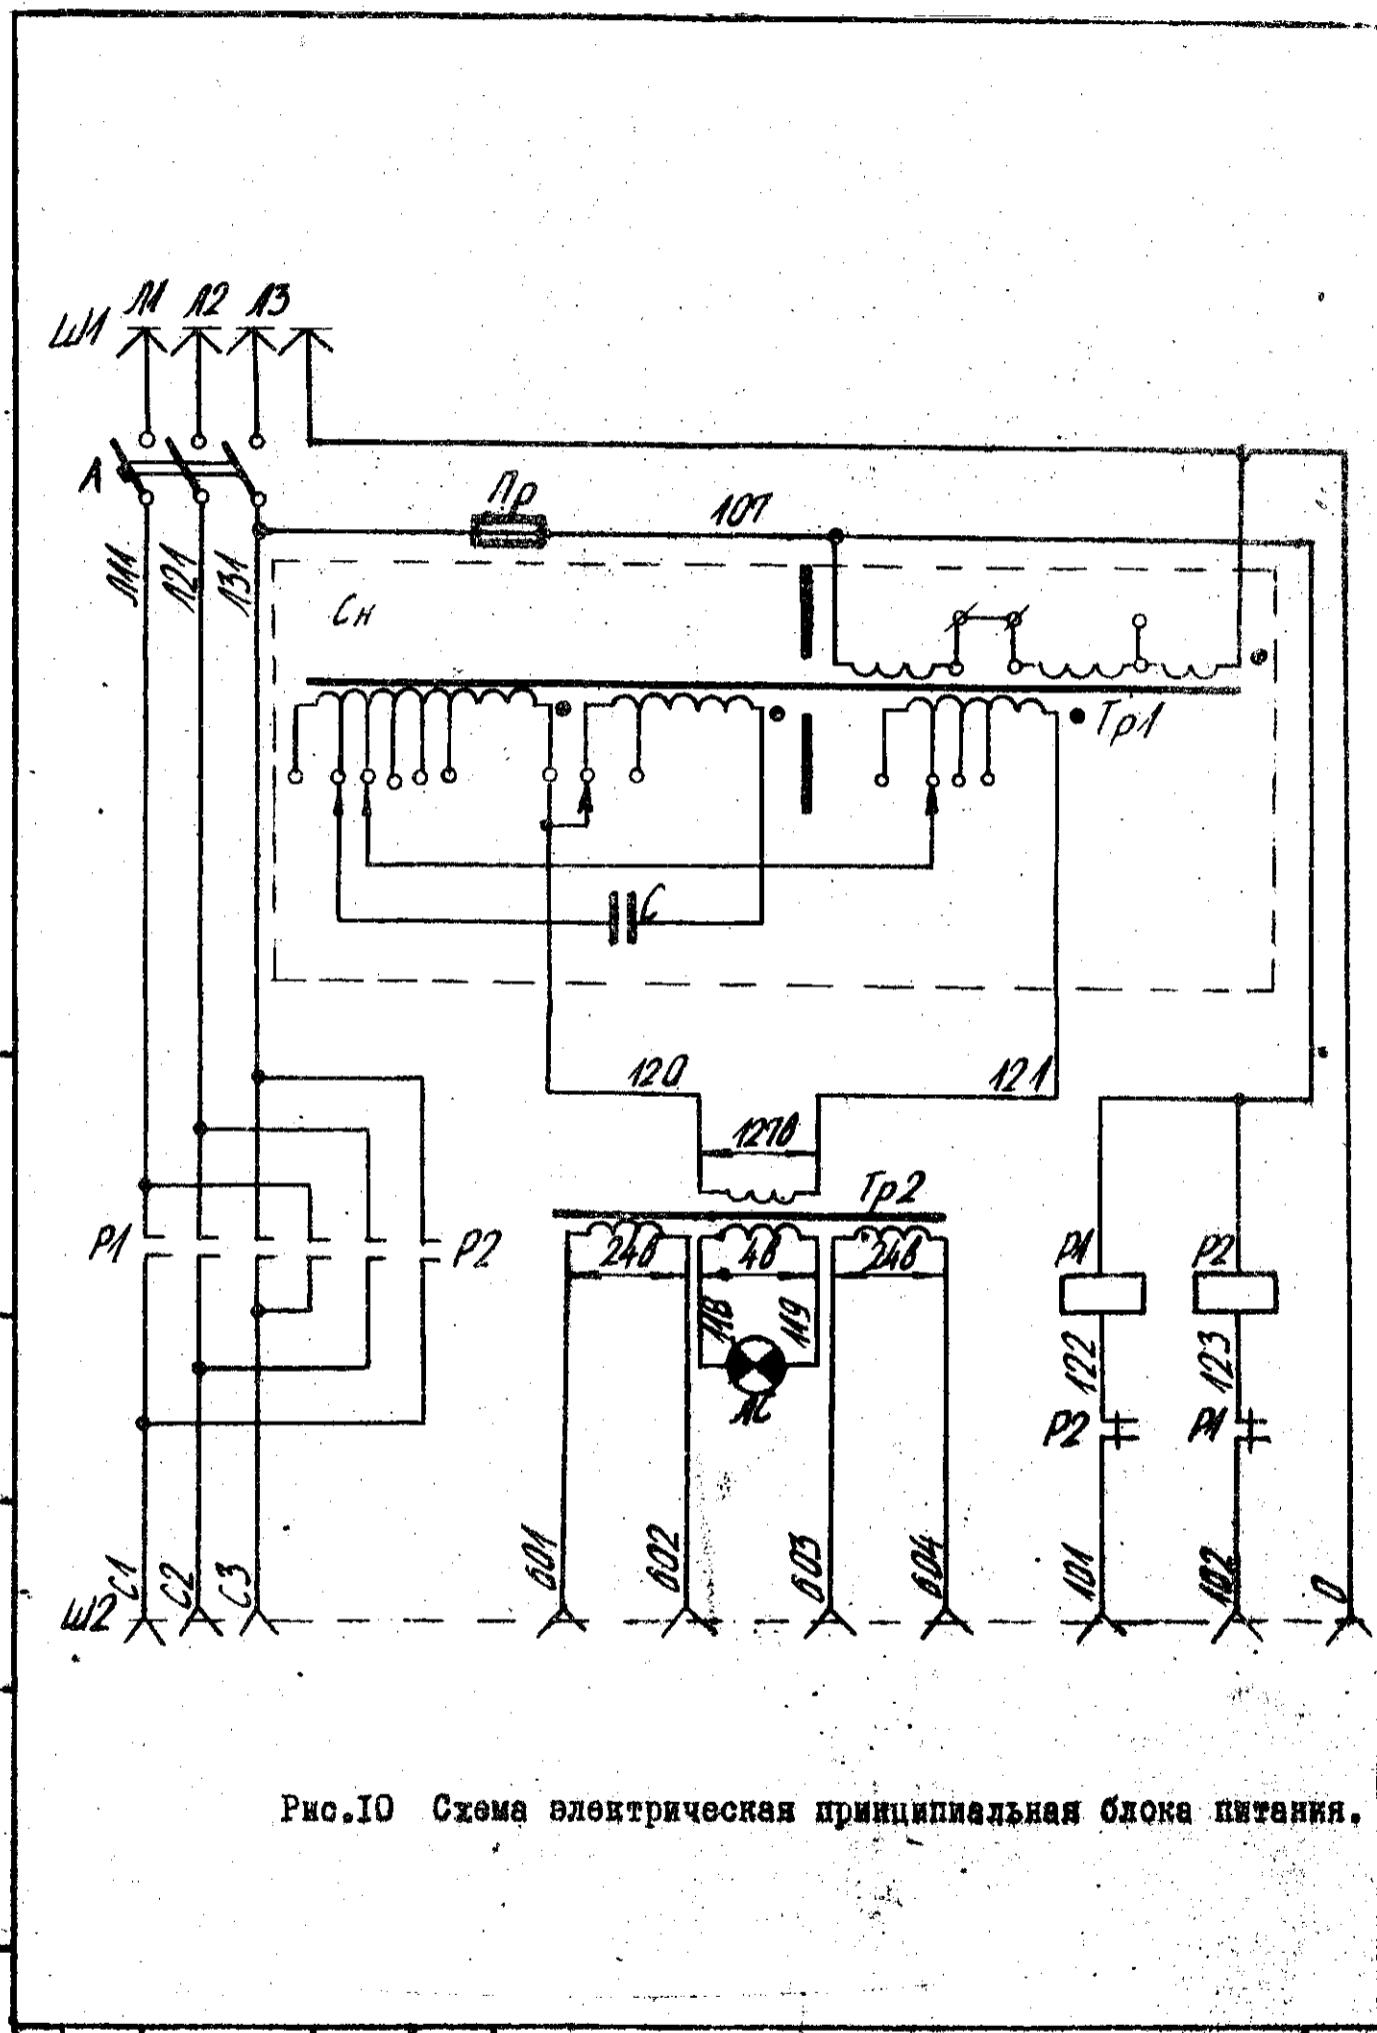 Ш1 Л1 Л2 Л3
А
Пр
107
Л11 Л21 Л31
Сн
Тр1
С
120 121
127в
Тр2
Р1 Р2
24в 4в 24в
118 119
ЛС
Р1 Р2
122 123
Р2 Р1
Ш2 С1 С2 С3 601 602 603 604 101 102 0
Рис.10 Схема электрическая принципиальная блока питания.